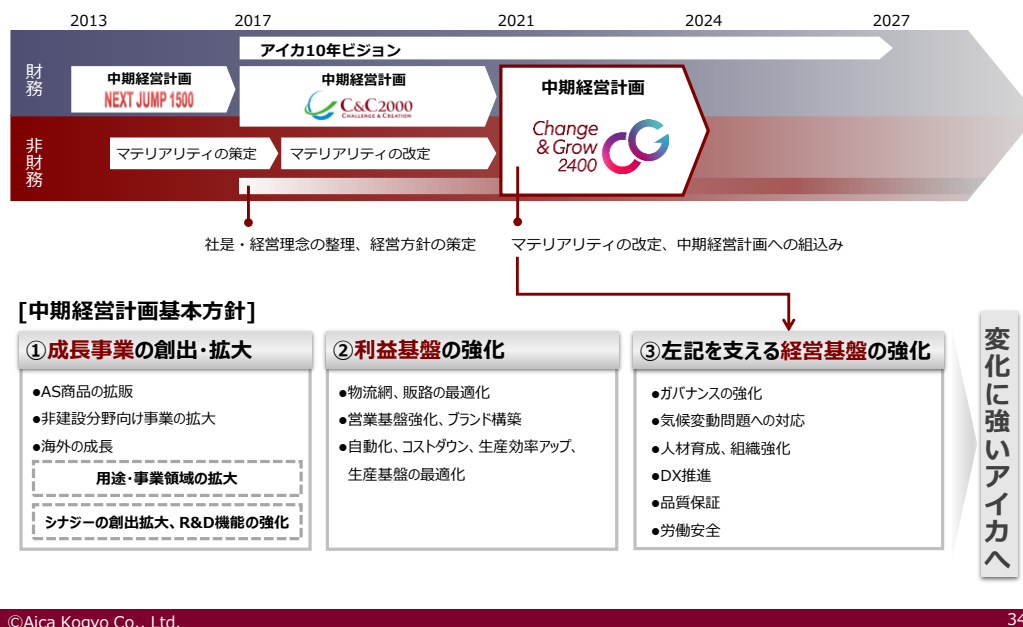 2013
2017
2021
2024
2027
アイカ10年ビジョン
財務
中期経営計画
NEXT JUMP 1500
中期経営計画
C&C2000
CHALLENGE & CREATION
中期経営計画
Change
& Grow
2400
非財務
マテリアリティの策定
マテリアリティの改定
社是・経営理念の整理、経営方針の策定
マテリアリティの改定、中期経営計画への組込み
[中期経営計画基本方針]
①成長事業の創出・拡大
●AS商品の拡販
●非建設分野向け事業の拡大
●海外の成長
用途・事業領域の拡大
シナジーの創出拡大、R&D機能の強化
②利益基盤の強化
●物流網、販路の最適化
●営業基盤強化、ブランド構築
●自動化、コストダウン、生産効率アップ、
生産基盤の最適化
③左記を支える経営基盤の強化
●ガバナンスの強化
●気候変動問題への対応
●人材育成、組織強化
●DX推進
●品質保証
●労働安全
変化に強いアイカへ
©Aica Kogyo Co., Ltd.
34